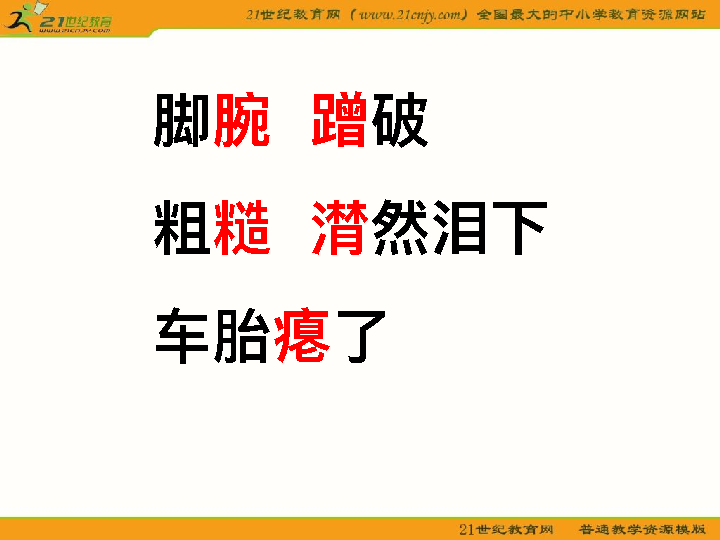 21世纪教育
WWW.21CNJY.COM
21世纪教育网（www.21cnjy.com）全国最大的中小学教育资源网站
脚腕 蹭破
粗糙 潸然泪下
车胎瘪了
21世纪教育网 普通教学资源模版